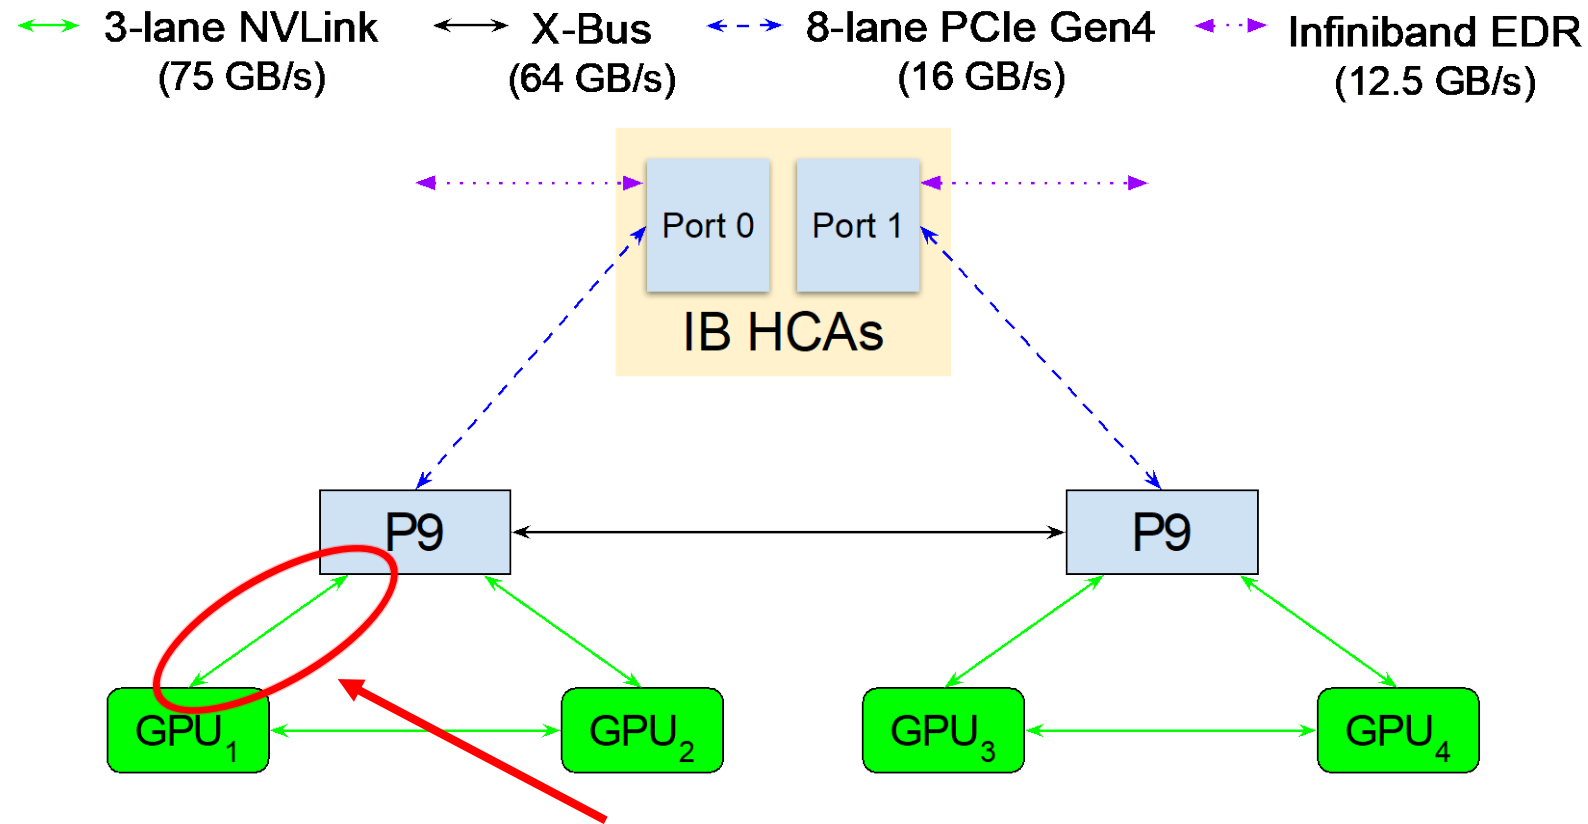 3-lane NVLink
(75 GB/s)
X-Bus
(64 GB/s)
8-lane PCIe Gen4
(16 GB/s)
Infiniband EDR
(12.5 GB/s)
Port 0
Port 1
IB HCAs
P9
P9
GPU1
GPU2
GPU3
GPU4